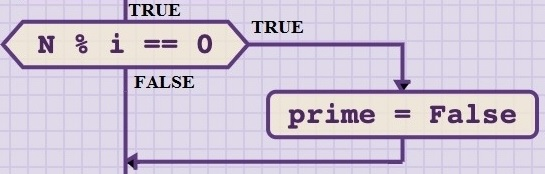 TRUE
TRUE
N % i == 0
FALSE
prime = False